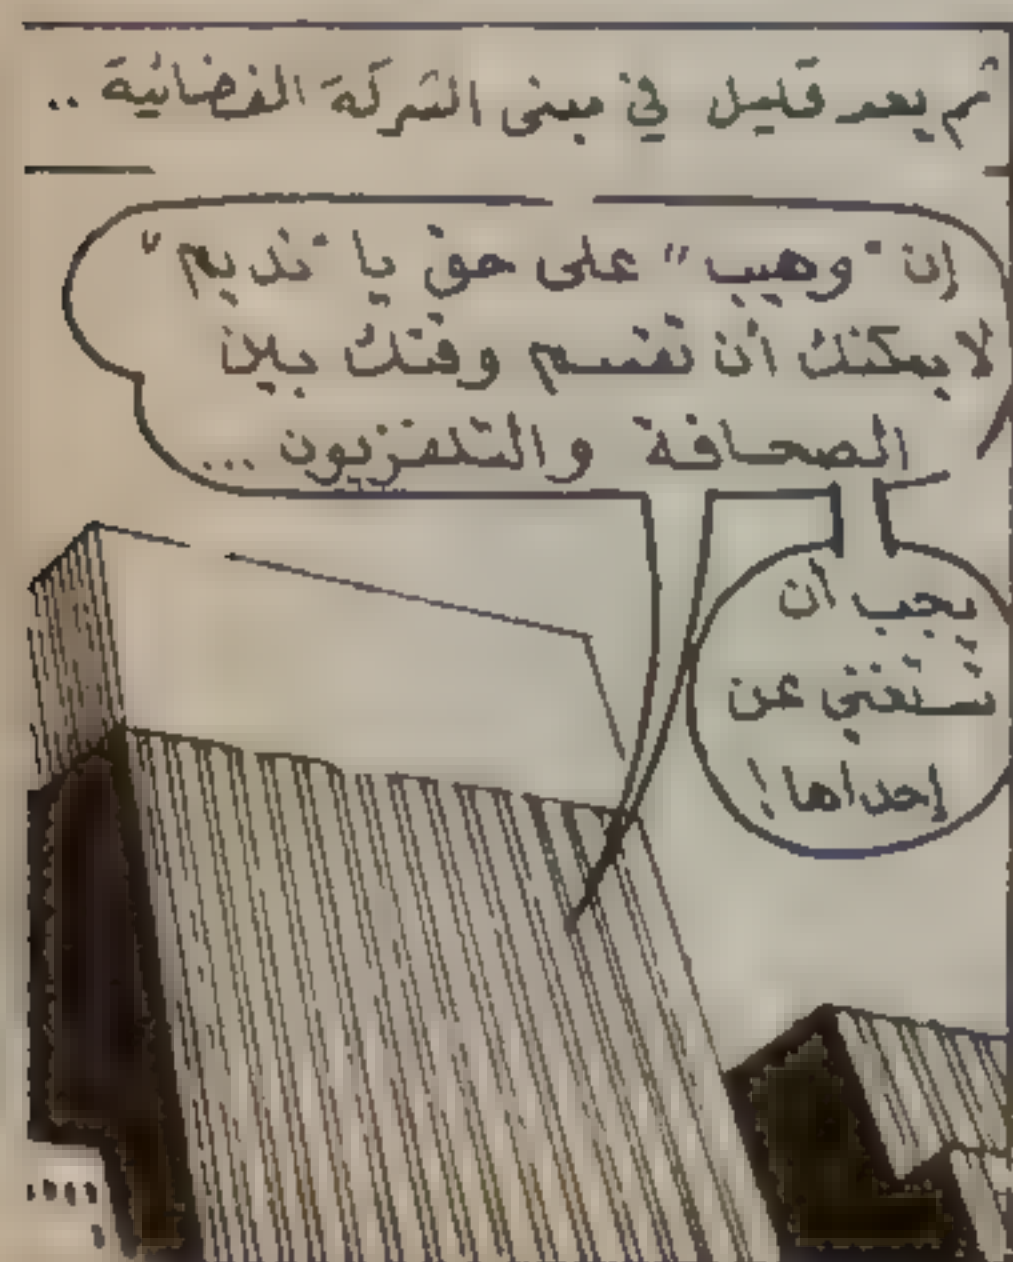 ثم بعد قليل في مبنى الشركة الفضائية ..
إن "وهيب" على حق يا "نديم"
لا يمكنك أن تقسم وقتك بين
الصحافة والتلفزيون ...
يجب أن
تستغني عن
إحداها!